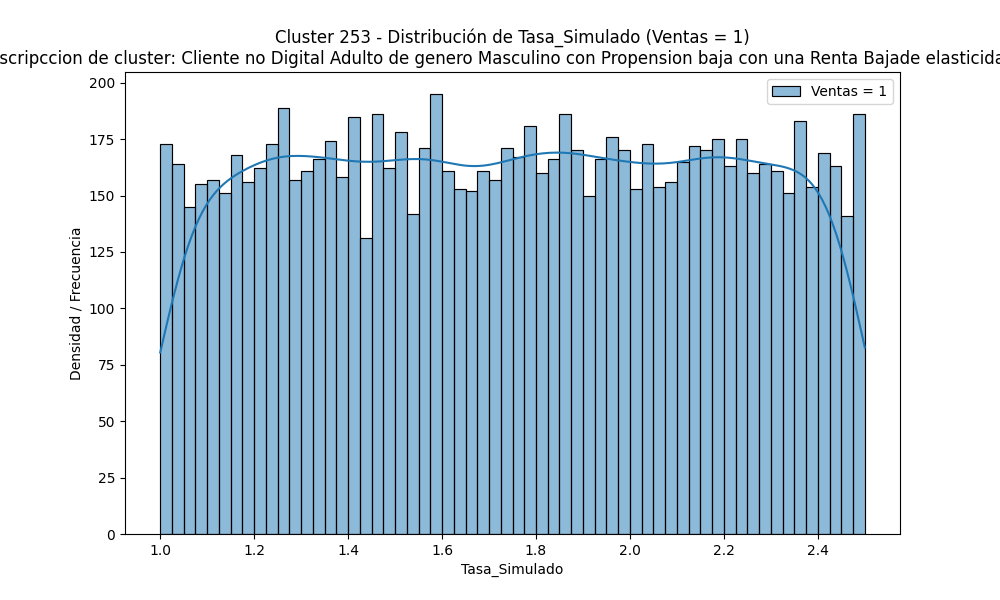 Cluster 253 - Distribución de Tasa_Simulado (Ventas = 1)
scripccion de cluster: Cliente no Digital Adulto de genero Masculino con Propension baja con una Renta Bajade elasticida
Ventas = 1
200
175
150
125
100
75
50
25
0
Densidad / Frecuencia
1.0 1.2 1.4 1.6 1.8 2.0 2.2 2.4
Tasa_Simulado